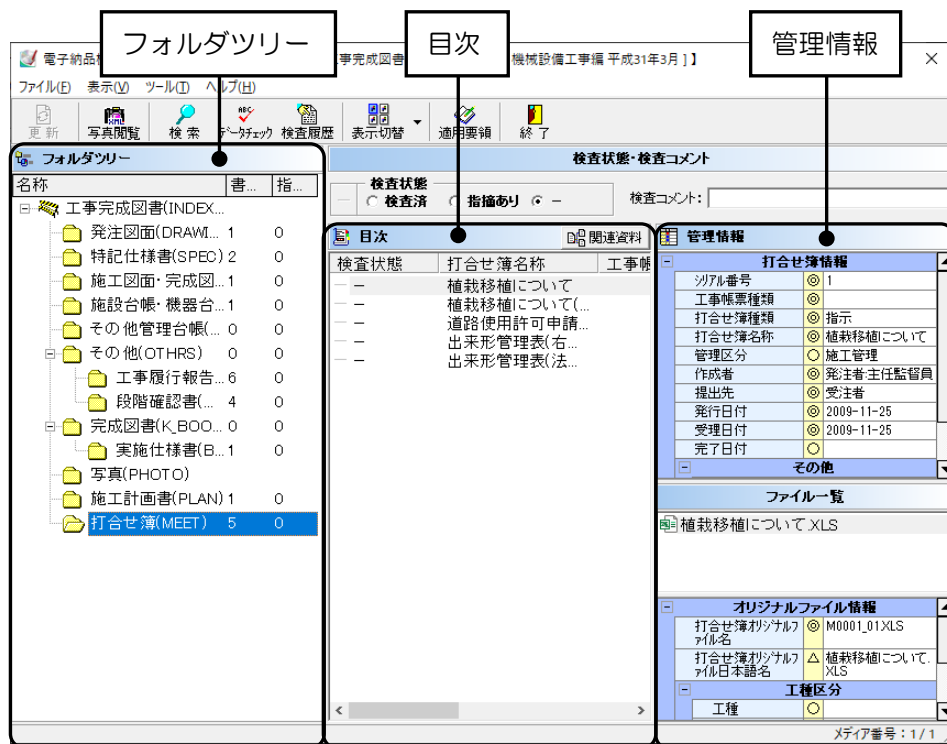 フォルダツリー
目次
管理情報
電子納品検
事完成図書
機械設備工事編 平成31年3月 ] 】
ファイル(F) 表示(V) ツール(T) ヘルプ(H)
更 新 写真閲覧 検 索 データチェック 検査履歴 表示切替 適用要領 終 了
フォルダツリー
名称 書... 指...
工事完成図書(INDEX...
発注図面(DRAWI... 1 0
特記仕様書(SPEC) 2 0
施工図面・完成図... 1 0
施設台帳・機器台... 1 0
その他管理台帳(... 0 0
その他(OTHRS) 0 0
工事履行報告... 6 0
段階確認書(... 4 0
完成図書(K_BOO... 0 0
実施仕様書(B... 1 0
写真(PHOTO)
施工計画書(PLAN) 1 0
打合せ簿(MEET) 5 0
検査状態・検査コメント
検査状態
検査済 指摘あり －
検査コメント：
目次 関連資料
検査状態 打合せ簿名称 工事帳
－ 植栽移植について
－ 植栽移植について(...
－ 道路使用許可申請...
－ 出来形管理表(右...
－ 出来形管理表(法...
管理情報
打合せ簿情報
シリアル番号 ◎ 1
工事帳票種類 ◎
打合せ簿種類 ◎ 指示
打合せ簿名称 ◎ 植栽移植について
管理区分 ○ 施工管理
作成者 ◎ 発注者:主任監督員
提出先 ◎ 受注者
発行日付 ◎ 2009-11-25
受理日付 ◎ 2009-11-25
完了日付 ○
その他
ファイル一覧
植栽移植について.XLS
オリジナルファイル情報
打合せ簿オリジナルフ ◎ M0001_01.XLS
ァイル名
打合せ簿オリジナルフ △ 植栽移植について.
ァイル日本語名 XLS
工種区分
工種 ○
メディア番号：1/1